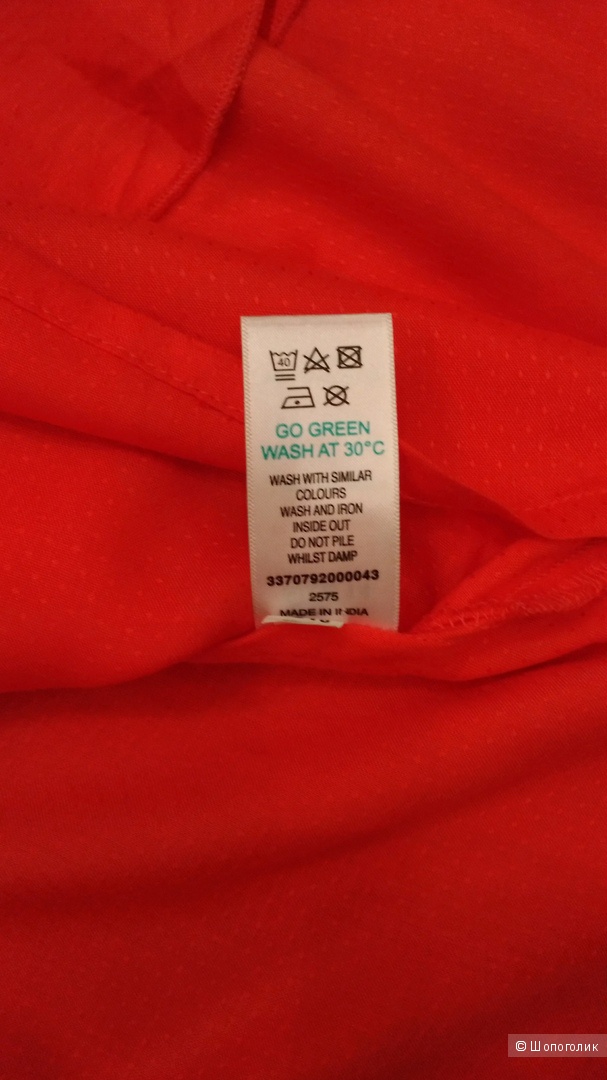 40
GO GREEN
WASH AT 30°C
WASH WITH SIMILAR
COLOURS
WASH AND IRON
INSIDE OUT
DO NOT PILE
WHILST DAMP
3370792000043
2575
MADE IN INDIA
© Шопоголик